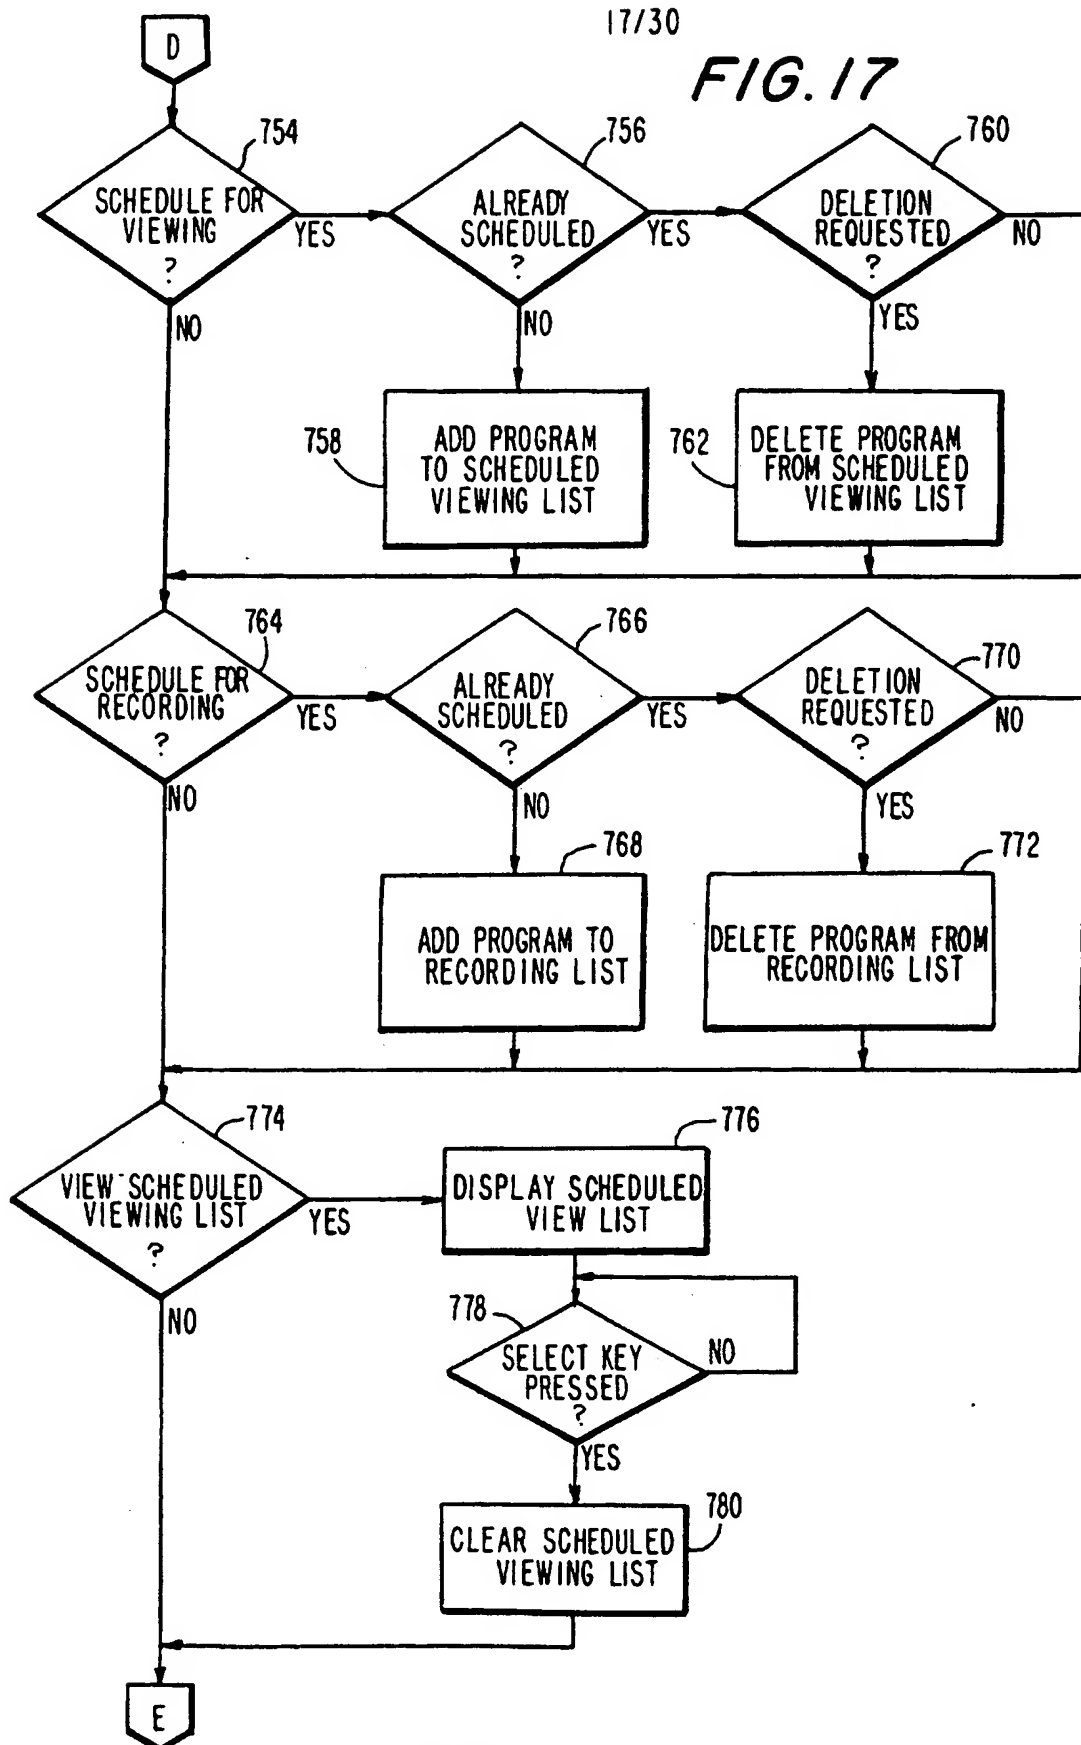 17/30
FIG. 17
D
754
SCHEDULE FOR
VIEWING
?
YES
NO
756
ALREADY
SCHEDULED
?
YES
NO
760
DELETION
REQUESTED
?
NO
YES
758
ADD PROGRAM
TO SCHEDULED
VIEWING LIST
762
DELETE PROGRAM
FROM SCHEDULED
VIEWING LIST
764
SCHEDULE FOR
RECORDING
?
YES
NO
766
ALREADY
SCHEDULED
?
YES
NO
770
DELETION
REQUESTED
?
NO
YES
768
ADD PROGRAM TO
RECORDING LIST
772
DELETE PROGRAM FROM
RECORDING LIST
774
VIEW SCHEDULED
VIEWING LIST
?
YES
NO
776
DISPLAY SCHEDULED
VIEW LIST
778
SELECT KEY
PRESSED
?
NO
YES
780
CLEAR SCHEDULED
VIEWING LIST
E